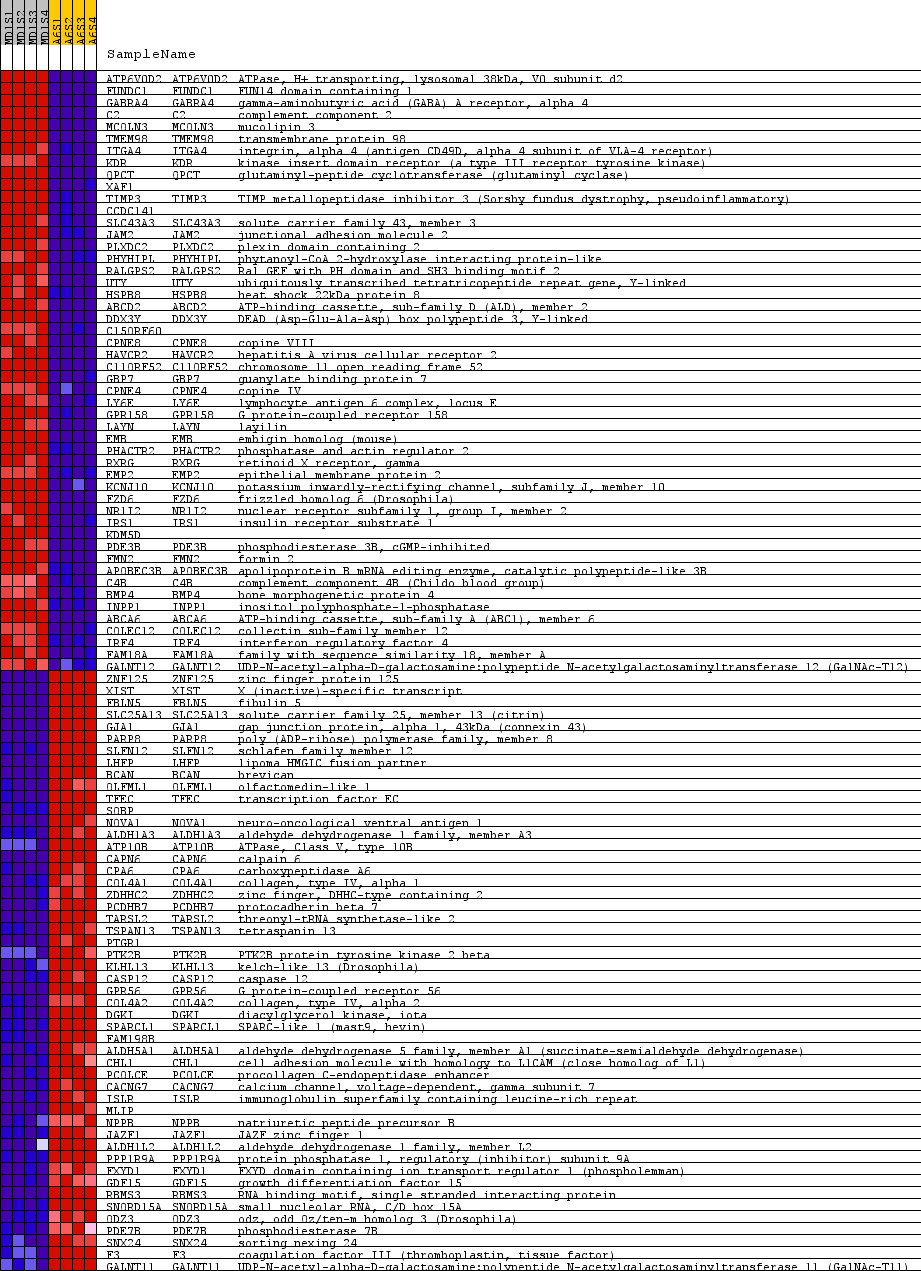 MD1S1 MD1S2 MD1S3 MD1S4 A6S1 A6S2 A6S3 A6S4
SampleName
ATP6V0D2 ATP6V0D2 ATPase, H+ transporting, lysosomal 38kDa, V0 subunit d2
FUNDC1 FUNDC1 FUN14 domain containing 1
GABRA4 GABRA4 gamma-aminobutyric acid (GABA) A receptor, alpha 4
C2 C2 complement component 2
MCOLN3 MCOLN3 mucolipin 3
TMEM98 TMEM98 transmembrane protein 98
ITGA4 ITGA4 integrin, alpha 4 (antigen CD49D, alpha 4 subunit of VLA-4 receptor)
KDR KDR kinase insert domain receptor (a type III receptor tyrosine kinase)
QPCT QPCT glutaminyl-peptide cyclotransferase (glutaminyl cyclase)
XAF1
TIMP3 TIMP3 TIMP metallopeptidase inhibitor 3 (Sorsby fundus dystrophy, pseudoinflammatory)
CCDC141
SLC43A3 SLC43A3 solute carrier family 43, member 3
JAM2 JAM2 junctional adhesion molecule 2
PLXDC2 PLXDC2 plexin domain containing 2
PHYHIPL PHYHIPL phytanoyl-CoA 2-hydroxylase interacting protein-like
RALGPS2 RALGPS2 Ral GEF with PH domain and SH3 binding motif 2
UTY UTY ubiquitously transcribed tetratricopeptide repeat gene, Y-linked
HSPB8 HSPB8 heat shock 22kDa protein 8
ABCD2 ABCD2 ATP-binding cassette, sub-family D (ALD), member 2
DDX3Y DDX3Y DEAD (Asp-Glu-Ala-Asp) box polypeptide 3, Y-linked
C15ORF60
CPNE8 CPNE8 copine VIII
HAVCR2 HAVCR2 hepatitis A virus cellular receptor 2
C11ORF52 C11ORF52 chromosome 11 open reading frame 52
GBP7 GBP7 guanylate binding protein 7
CPNE4 CPNE4 copine IV
LY6E LY6E lymphocyte antigen 6 complex, locus E
GPR158 GPR158 G protein-coupled receptor 158
LAYN LAYN layilin
EMB EMB embigin homolog (mouse)
PHACTR2 PHACTR2 phosphatase and actin regulator 2
RXRG RXRG retinoid X receptor, gamma
EMP2 EMP2 epithelial membrane protein 2
KCNJ10 KCNJ10 potassium inwardly-rectifying channel, subfamily J, member 10
FZD6 FZD6 frizzled homolog 6 (Drosophila)
NR1I2 NR1I2 nuclear receptor subfamily 1, group I, member 2
IRS1 IRS1 insulin receptor substrate 1
KDM5D
PDE3B PDE3B phosphodiesterase 3B, cGMP-inhibited
FMN2 FMN2 formin 2
APOBEC3B APOBEC3B apolipoprotein B mRNA editing enzyme, catalytic polypeptide-like 3B
C4B C4B complement component 4B (Childo blood group)
BMP4 BMP4 bone morphogenetic protein 4
INPP1 INPP1 inositol polyphosphate-1-phosphatase
ABCA6 ABCA6 ATP-binding cassette, sub-family A (ABC1), member 6
COLEC12 COLEC12 collectin sub-family member 12
IRF4 IRF4 interferon regulatory factor 4
FAM18A FAM18A family with sequence similarity 18, member A
GALNT12 GALNT12 UDP-N-acetyl-alpha-D-galactosamine:polypeptide N-acetylgalactosaminyltransferase 12 (GalNAc-T12)
ZNF125 ZNF125 zinc finger protein 125
XIST XIST X (inactive)-specific transcript
FBLN5 FBLN5 fibulin 5
SLC25A13 SLC25A13 solute carrier family 25, member 13 (citrin)
GJA1 GJA1 gap junction protein, alpha 1, 43kDa (connexin 43)
PARP8 PARP8 poly (ADP-ribose) polymerase family, member 8
SLFN12 SLFN12 schlafen family member 12
LHFP LHFP lipoma HMGIC fusion partner
BCAN BCAN brevican
OLFML1 OLFML1 olfactomedin-like 1
TFEC TFEC transcription factor EC
SOBP
NOVA1 NOVA1 neuro-oncological ventral antigen 1
ALDH1A3 ALDH1A3 aldehyde dehydrogenase 1 family, member A3
ATP10B ATP10B ATPase, Class V, type 10B
CAPN6 CAPN6 calpain 6
CPA6 CPA6 carboxypeptidase A6
COL4A1 COL4A1 collagen, type IV, alpha 1
ZDHHC2 ZDHHC2 zinc finger, DHHC-type containing 2
PCDHB7 PCDHB7 protocadherin beta 7
TARSL2 TARSL2 threonyl-tRNA synthetase-like 2
TSPAN13 TSPAN13 tetraspanin 13
PTGR1
PTK2B PTK2B PTK2B protein tyrosine kinase 2 beta
KLHL13 KLHL13 kelch-like 13 (Drosophila)
CASP12 CASP12 caspase 12
GPR56 GPR56 G protein-coupled receptor 56
COL4A2 COL4A2 collagen, type IV, alpha 2
DGKI DGKI diacylglycerol kinase, iota
SPARCL1 SPARCL1 SPARC-like 1 (mast9, hevin)
FAM198B
ALDH5A1 ALDH5A1 aldehyde dehydrogenase 5 family, member A1 (succinate-semialdehyde dehydrogenase)
CHL1 CHL1 cell adhesion molecule with homology to L1CAM (close homolog of L1)
PCOLCE PCOLCE procollagen C-endopeptidase enhancer
CACNG7 CACNG7 calcium channel, voltage-dependent, gamma subunit 7
ISLR ISLR immunoglobulin superfamily containing leucine-rich repeat
MLIP
NPPB NPPB natriuretic peptide precursor B
JAZF1 JAZF1 JAZF zinc finger 1
ALDH1L2 ALDH1L2 aldehyde dehydrogenase 1 family, member L2
PPP1R9A PPP1R9A protein phosphatase 1, regulatory (inhibitor) subunit 9A
FXYD1 FXYD1 FXYD domain containing ion transport regulator 1 (phospholemman)
GDF15 GDF15 growth differentiation factor 15
RBMS3 RBMS3 RNA binding motif, single stranded interacting protein
SNORD15A SNORD15A small nucleolar RNA, C/D box 15A
ODZ3 ODZ3 odz, odd Oz/ten-m homolog 3 (Drosophila)
PDE7B PDE7B phosphodiesterase 7B
SNX24 SNX24 sorting nexing 24
F3 F3 coagulation factor III (thromboplastin, tissue factor)
GALNT11 GALNT11 UDP-N-acetyl-alpha-D-galactosamine:polypeptide N-acetylgalactosaminyltransferase 11 (GalNAc-T11)